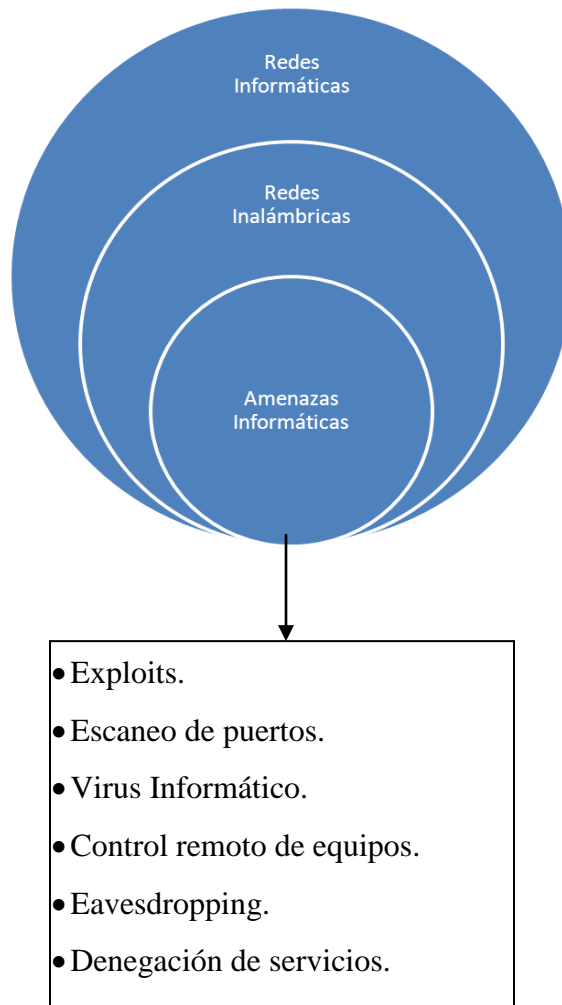 Redes
Informáticas
Redes
Inalámbricas
Amenazas
Informáticas
•Exploits.
•Escaneo de puertos.
•Virus Informático.
•Control remoto de equipos.
•Eavesdropping.
•Denegación de servicios.